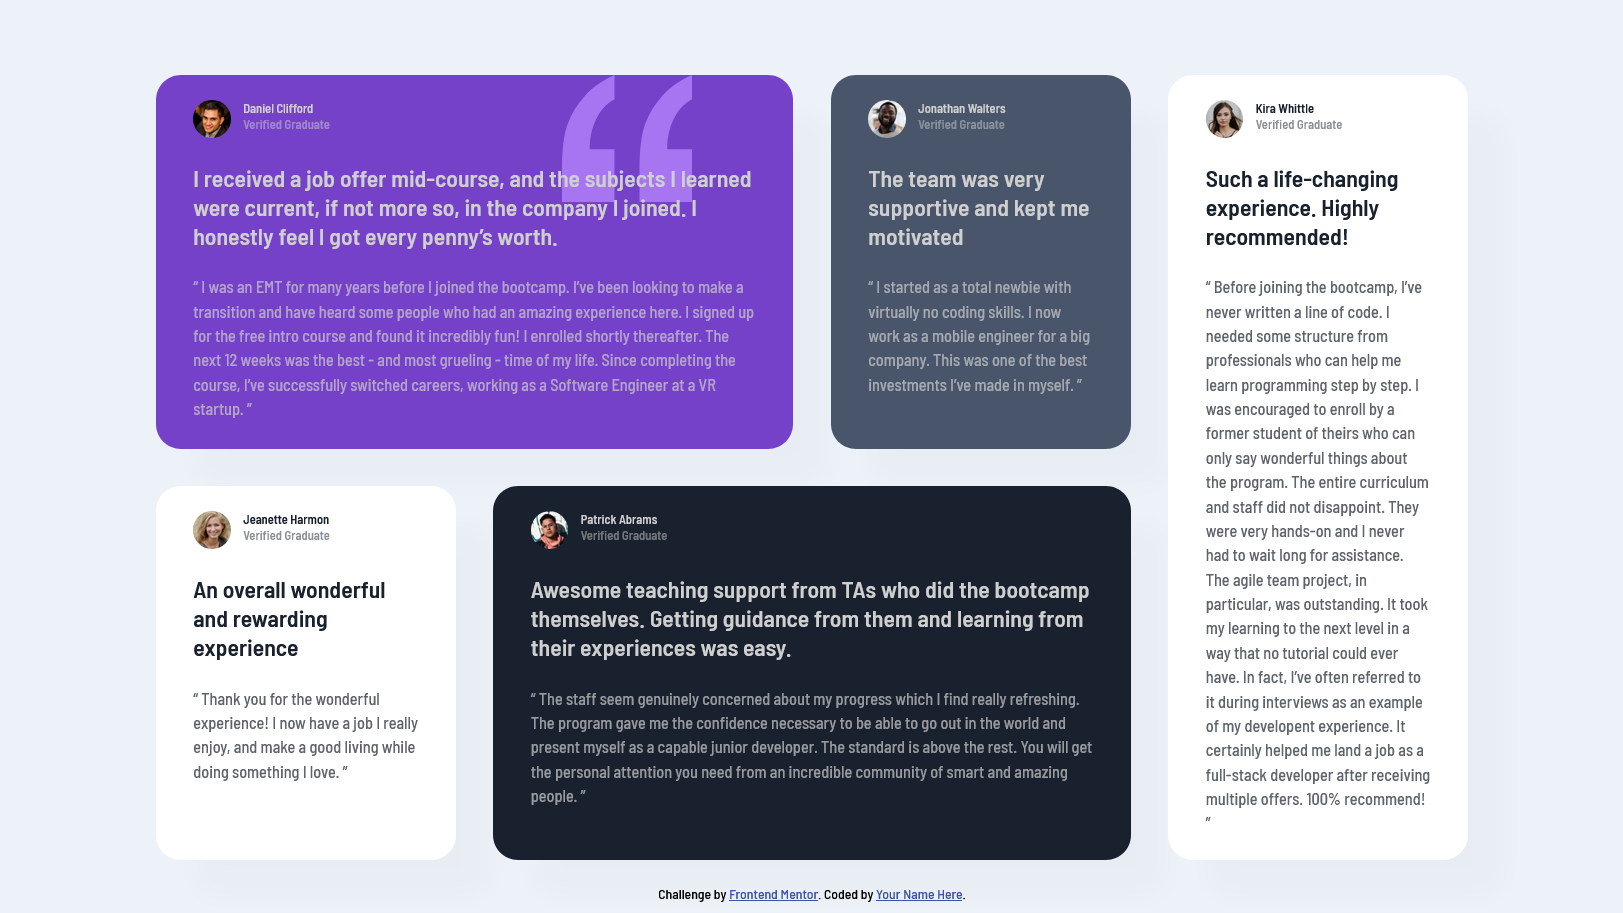 Daniel Clifford
Verified Graduate
I received a job offer mid-course, and the subjects I learned
were current, if not more so, in the company I joined. I
honestly feel I got every penny’s worth.
“ I was an EMT for many years before I joined the bootcamp. I’ve been looking to make a
transition and have heard some people who had an amazing experience here. I signed up
for the free intro course and found it incredibly fun! I enrolled shortly thereafter. The
next 12 weeks was the best - and most grueling - time of my life. Since completing the
course, I’ve successfully switched careers, working as a Software Engineer at a VR
startup. ”
Jonathan Walters
Verified Graduate
The team was very
supportive and kept me
motivated
“ I started as a total newbie with
virtually no coding skills. I now
work as a mobile engineer for a big
company. This was one of the best
investments I’ve made in myself. ”
Kira Whittle
Verified Graduate
Such a life-changing
experience. Highly
recommended!
“ Before joining the bootcamp, I’ve
never written a line of code. I
needed some structure from
professionals who can help me
learn programming step by step. I
was encouraged to enroll by a
former student of theirs who can
only say wonderful things about
the program. The entire curriculum
and staff did not disappoint. They
were very hands-on and I never
had to wait long for assistance.
The agile team project, in
particular, was outstanding. It took
my learning to the next level in a
way that no tutorial could ever
have. In fact, I’ve often referred to
it during interviews as an example
of my developent experience. It
certainly helped me land a job as a
full-stack developer after receiving
multiple offers. 100% recommend!
”
Jeanette Harmon
Verified Graduate
An overall wonderful
and rewarding
experience
“ Thank you for the wonderful
experience! I now have a job I really
enjoy, and make a good living while
doing something I love. ”
Patrick Abrams
Verified Graduate
Awesome teaching support from TAs who did the bootcamp
themselves. Getting guidance from them and learning from
their experiences was easy.
“ The staff seem genuinely concerned about my progress which I find really refreshing.
The program gave me the confidence necessary to be able to go out in the world and
present myself as a capable junior developer. The standard is above the rest. You will get
the personal attention you need from an incredible community of smart and amazing
people. ”
Challenge by Frontend Mentor. Coded by Your Name Here.